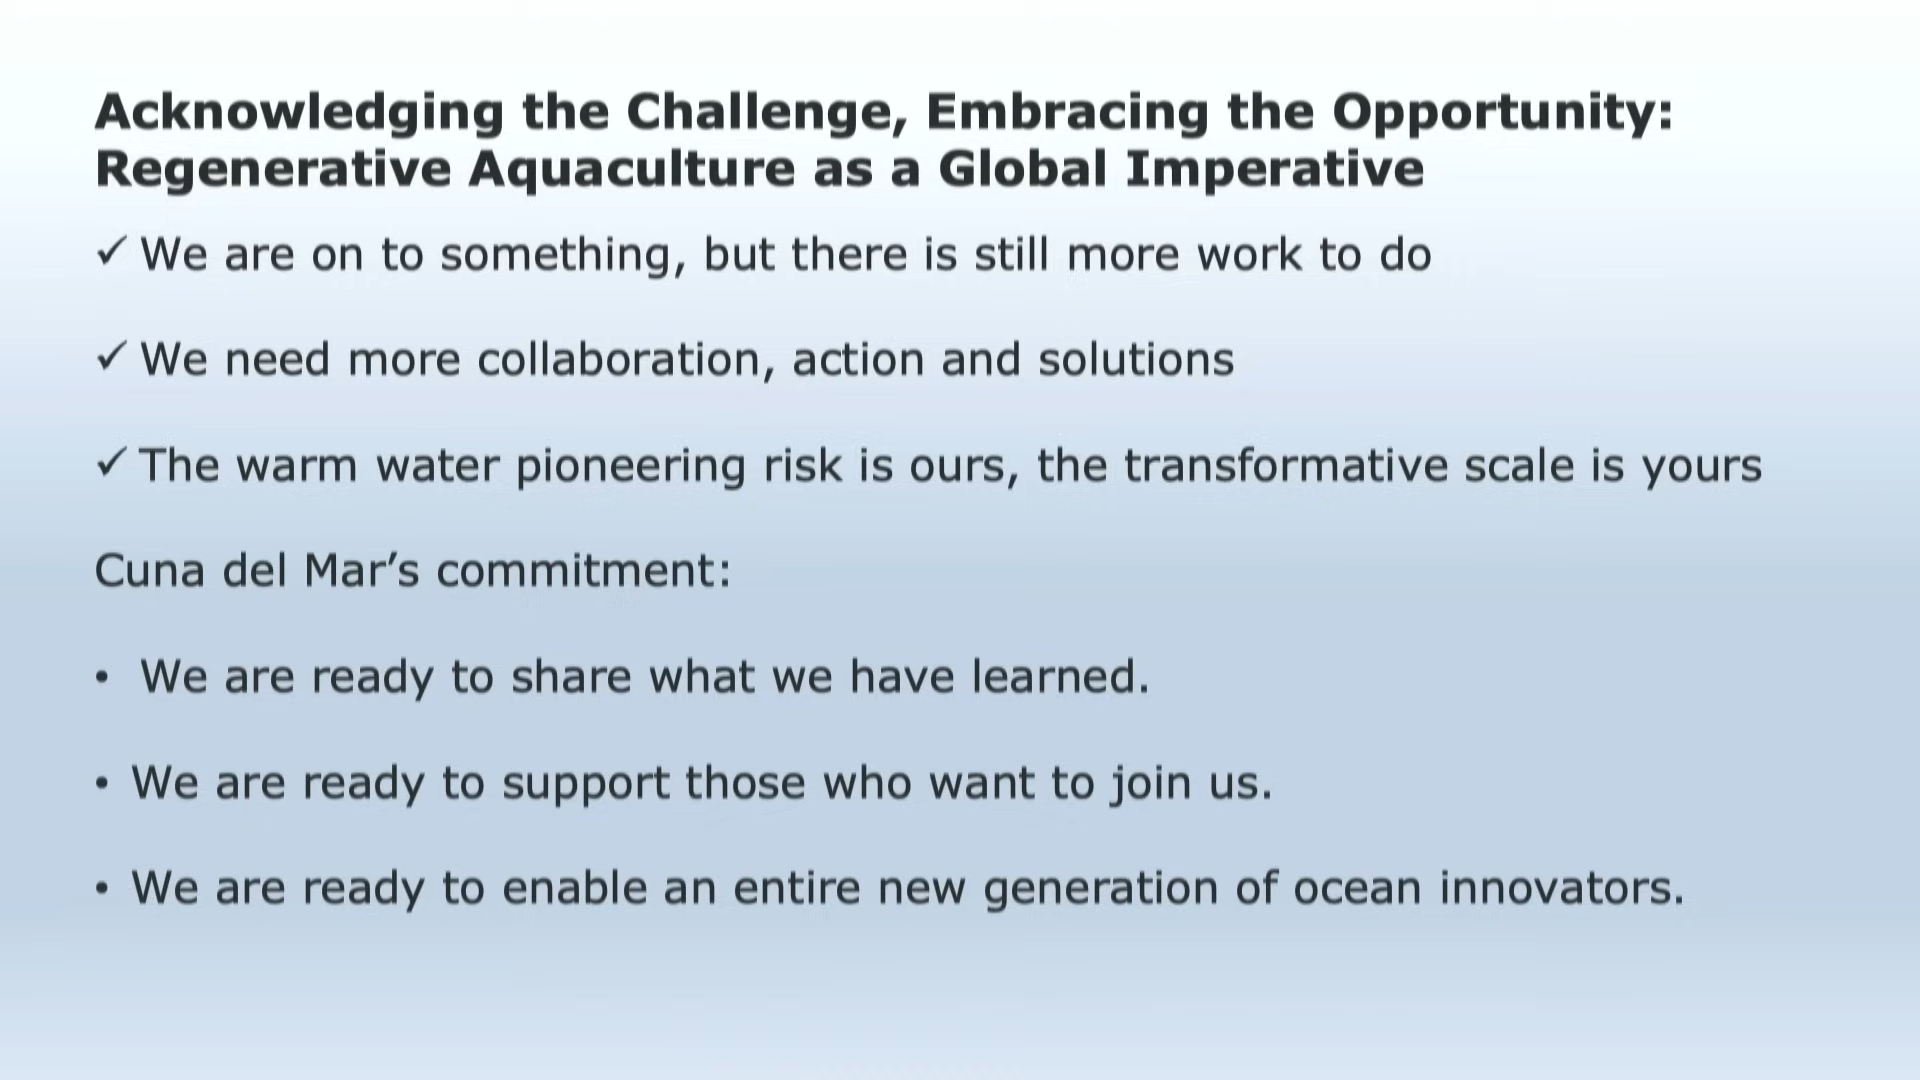 Acknowledging the Challenge, Embracing the Opportunity:
Regenerative Aquaculture as a Global Imperative
✓ We are on to something, but there is still more work to do
✓ We need more collaboration, action and solutions
✓ The warm water pioneering risk is ours, the transformative scale is yours
Cuna del Mar’s commitment:
• We are ready to share what we have learned.
• We are ready to support those who want to join us.
• We are ready to enable an entire new generation of ocean innovators.